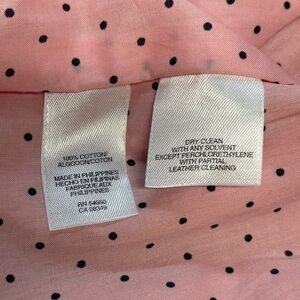 100% COTTON/
ALGODON/COTON
MADE IN PHILIPPINES
HECHO EN FILIPINAS
FABRIQUE AUX
PHILIPPINES
RN 54650
CA 08349
DRY CLEAN
WITH ANY SOLVENT
EXCEPT PERCHLORETHYLENE
WITH PARTIAL
LEATHER CLEANING